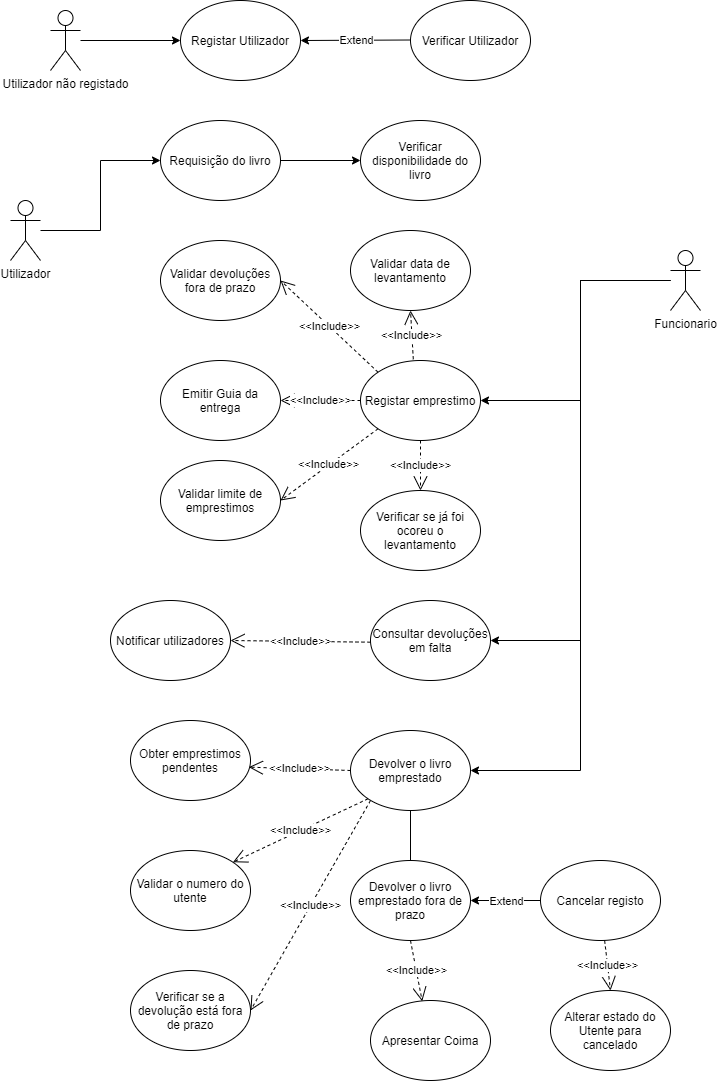 Registar Utilizador
Extend
Verificar Utilizador
Utilizador não registado
Requisição do livro
Verificar
disponibilidade do
livro
Utilizador
Validar devoluções
fora de prazo
Validar data de
levantamento
Funcionario
<<Include>>
<<Include>>
Emitir Guia da
entrega
<<Include>>
Registar emprestimo
<<Include>>
<<Include>>
Validar limite de
emprestimos
Verificar se já foi
ocoreu o
levantamento
Notificar utilizadores
<<Include>>
Consultar devoluções
em falta
Obter emprestimos
pendentes
<<Include>>
Devolver o livro
emprestado
<<Include>>
Validar o numero do
utente
<<Include>>
Devolver o livro
emprestado fora de
prazo
Extend
Cancelar registo
<<Include>>
<<Include>>
Verificar se a
devolução está fora
de prazo
Apresentar Coima
Alterar estado do
Utente para
cancelado